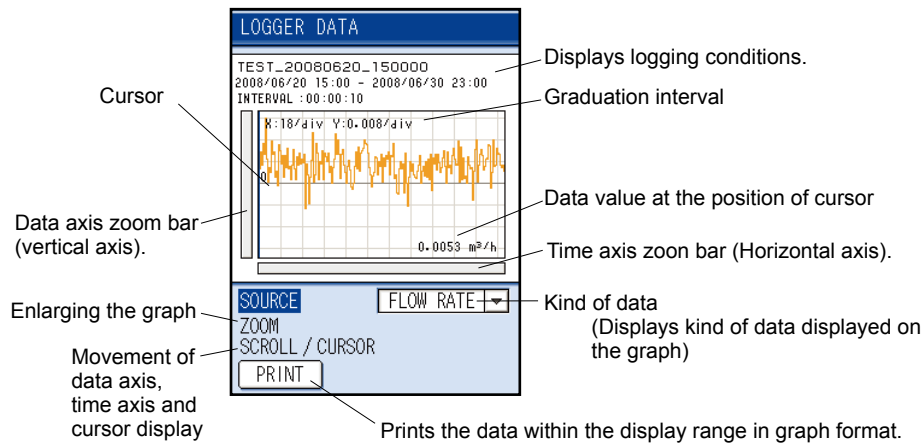 LOGGER DATA
TEST_20080620_150000
2008/06/20 15:00 - 2008/06/30 23:00
INTERVAL :00:00:10
X:18/div Y:0.008/div
0
0.0053 m³/h
SOURCE
FLOW RATE
ZOOM
SCROLL / CURSOR
PRINT
Cursor
Data axis zoom bar
(vertical axis).
Enlarging the graph
Movement of
data axis,
time axis and
cursor display
Displays logging conditions.
Graduation interval
Data value at the position of cursor
Time axis zoon bar (Horizontal axis).
Kind of data
(Displays kind of data displayed on
the graph)
Prints the data within the display range in graph format.